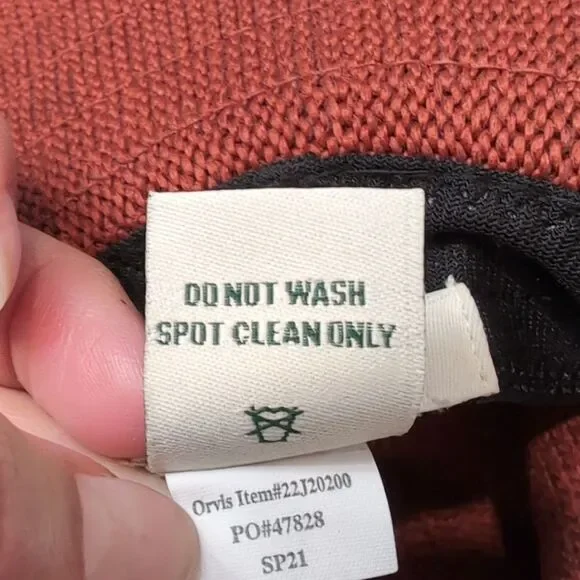 DO NOT WASH
SPOT CLEAN ONLY
Orvis Item#22J20200
PO#47828
SP21